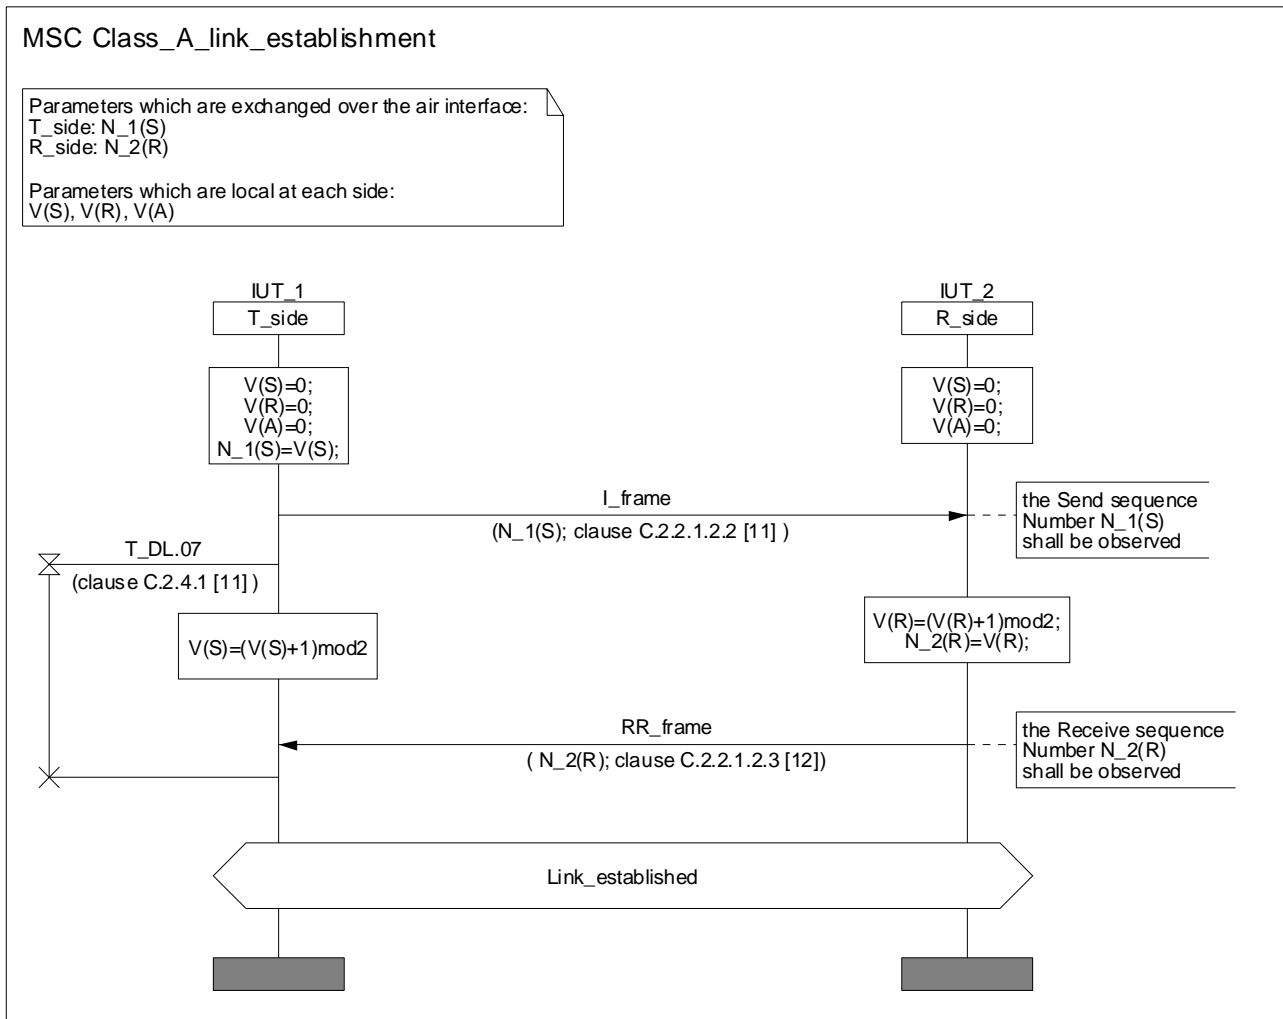 MSC Class_A_link_establishment
Parameters which are exchanged over the air interface:
T_side: N_1(S)
R_side: N_2(R)
Parameters which are local at each side:
V(S), V(R), V(A)
IUT_1
T_side
IUT_2
R_side
V(S)=0;
V(R)=0;
V(A)=0;
N_1(S)=V(S);
V(S)=0;
V(R)=0;
V(A)=0;
I_frame
(N_1(S); clause C.2.2.1.2.2 [11] )
the Send sequence
Number N_1(S)
shall be observed
T_DL.07
(clause C.2.4.1 [11] )
V(S)=(V(S)+1)mod2
V(R)=(V(R)+1)mod2;
N_2(R)=V(R);
RR_frame
( N_2(R); clause C.2.2.1.2.3 [12])
the Receive sequence
Number N_2(R)
shall be observed
Link_established